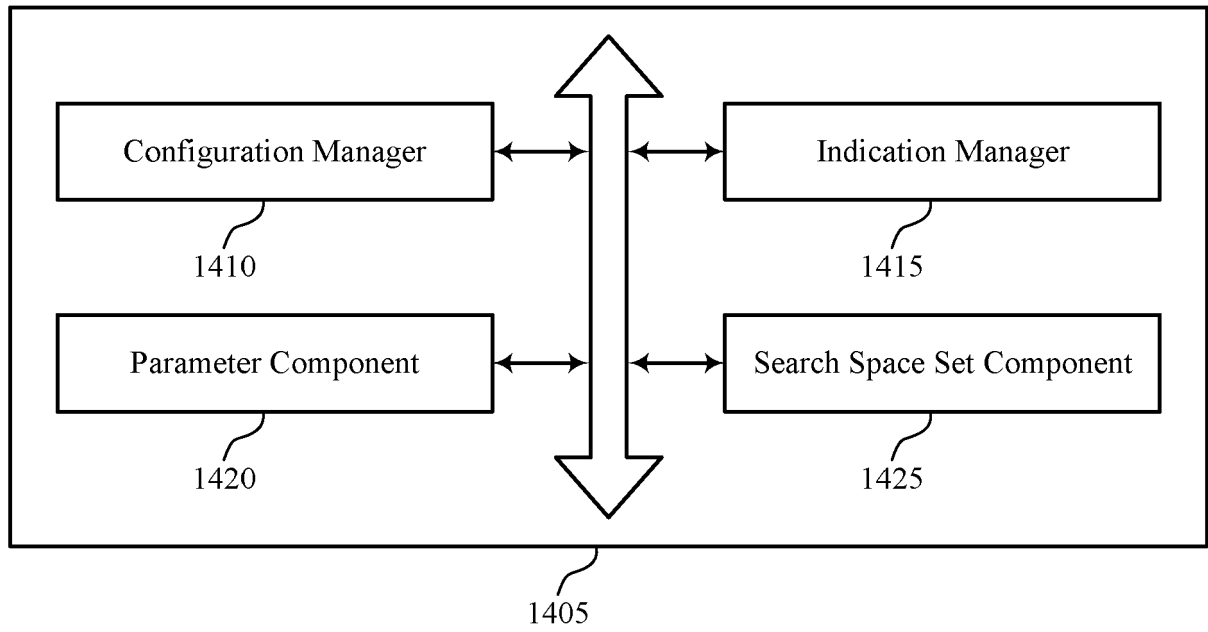 Configuration Manager
Indication Manager
1410
1415
Parameter Component
Search Space Set Component
1420
1425
1405